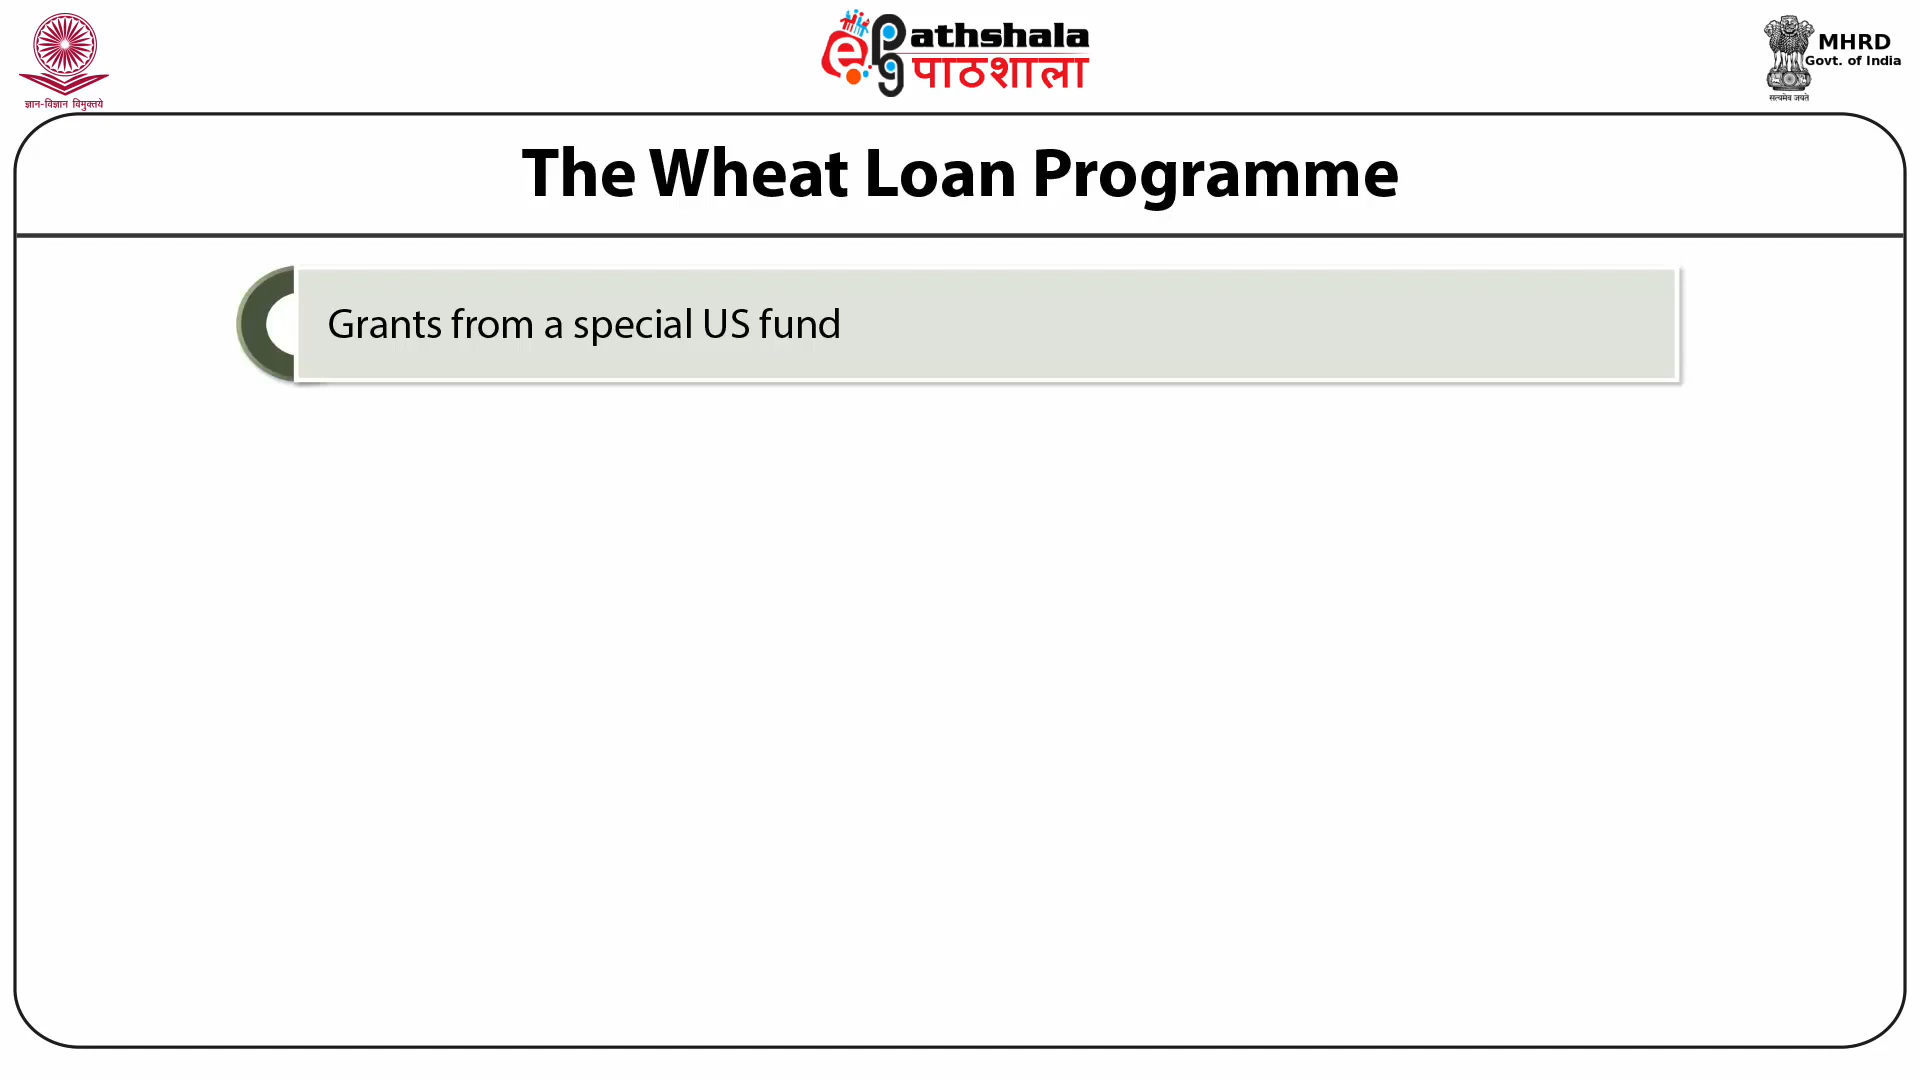 ज्ञान-विज्ञान विमुक्तये
e PG athshala
पाठशाला
MHRD
Govt. of India
सत्यमेव जयते
The Wheat Loan Programme
Grants from a special US fund